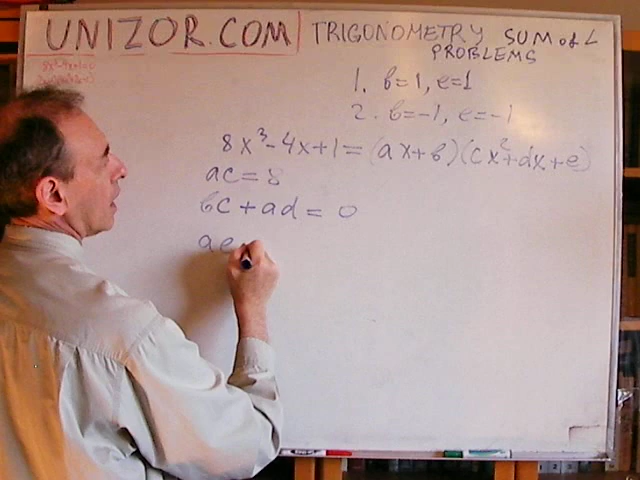 UNIZOR.COM
TRIGONOMETRY SUM of ∠
PROBLEMS
1. b=1, e=1
2. b=-1, e=-1
8x³-4x+1=(ax+b)(cx²+dx+e)
ac=8
bc+ad=0
ae